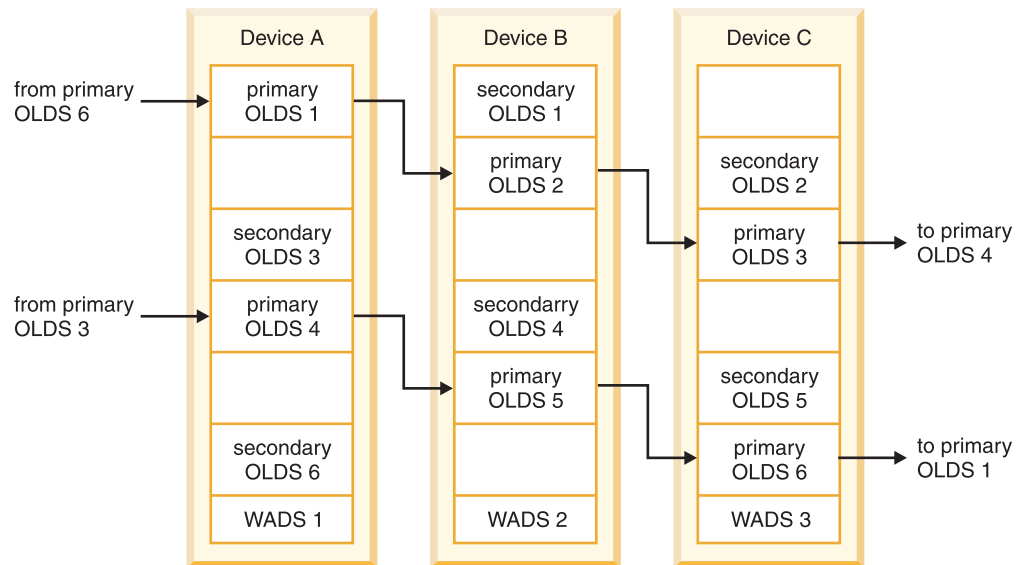 Device A
Device B
Device C
from primary
OLDS 6
primary
OLDS 1
secondary
OLDS 1
primary
OLDS 2
secondary
OLDS 2
secondary
OLDS 3
primary
OLDS 3
to primary
OLDS 4
from primary
OLDS 3
primary
OLDS 4
secondarry
OLDS 4
primary
OLDS 5
secondary
OLDS 5
secondary
OLDS 6
primary
OLDS 6
to primary
OLDS 1
WADS 1
WADS 2
WADS 3